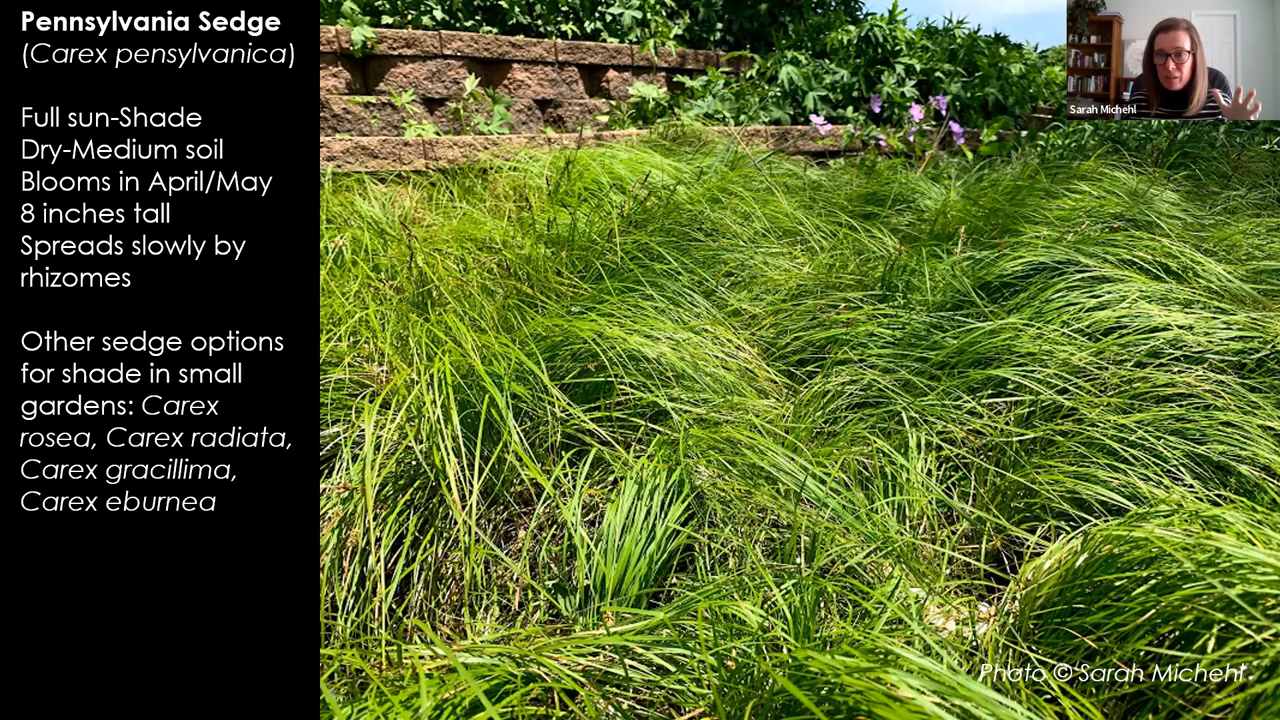 Pennsylvania Sedge
(Carex pensylvanica)
Full sun-Shade
Dry-Medium soil
Blooms in April/May
8 inches tall
Spreads slowly by
rhizomes
Other sedge options
for shade in small
gardens: Carex
rosea, Carex radiata,
Carex gracillima,
Carex eburnea
Sarah Michehl
Photo © Sarah Michehl